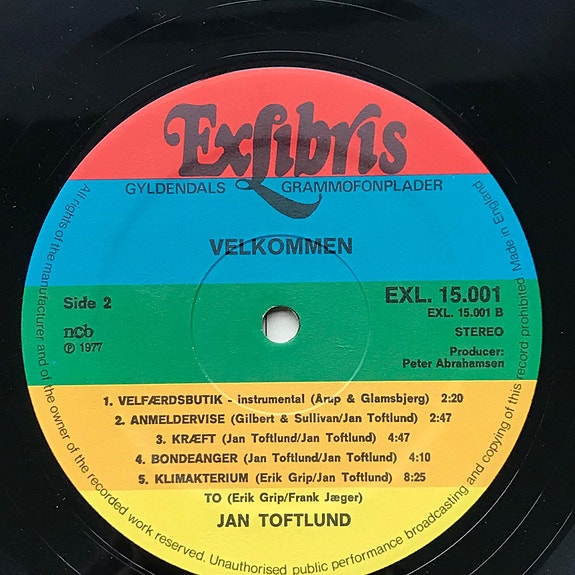 Exlibris
GYLDENDALS GRAMMOFONPLADER
VELKOMMEN
Side 2
EXL. 15.001
EXL. 15.001 B
ncb
STEREO
℗ 1977
Producer:
Peter Abrahamsen
1. VELFÆRDSBUTIK - instrumental (Årup & Glamsbjerg) 2:20
2. ANMELDERVISE (Gilbert & Sullivan/Jan Toftlund) 2:47
3. KRÆFT (Jan Toftlund/Jan Toftlund) 4:47
4. BONDEANGER (Jan Toftlund/Jan Toftlund) 4:10
5. KLIMAKTERIUM (Erik Grip/Jan Toftlund) 8:25
TO (Erik Grip/Frank Jæger)
JAN TOFTLUND
All rights of the manufacturer and of the owner of the recorded work reserved. Unauthorised public performance broadcasting and copying of this record prohibited Made in England